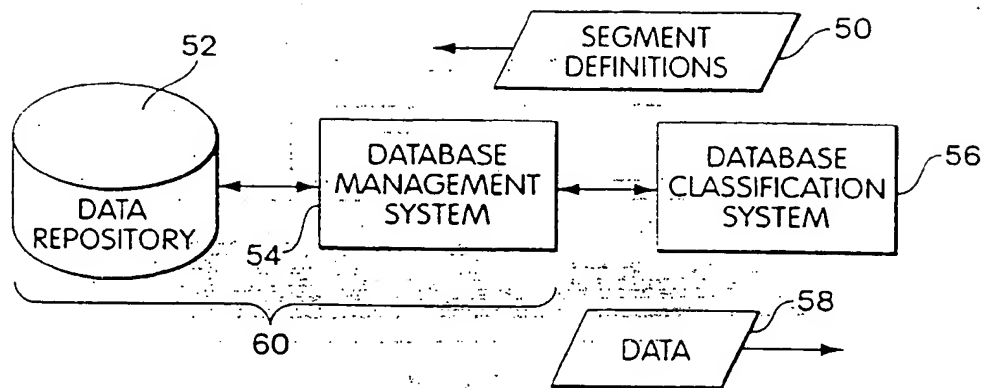 52
SEGMENT
DEFINITIONS
50
DATA
REPOSITORY
DATABASE
MANAGEMENT
SYSTEM
54
DATABASE
CLASSIFICATION
SYSTEM
56
60
DATA
58